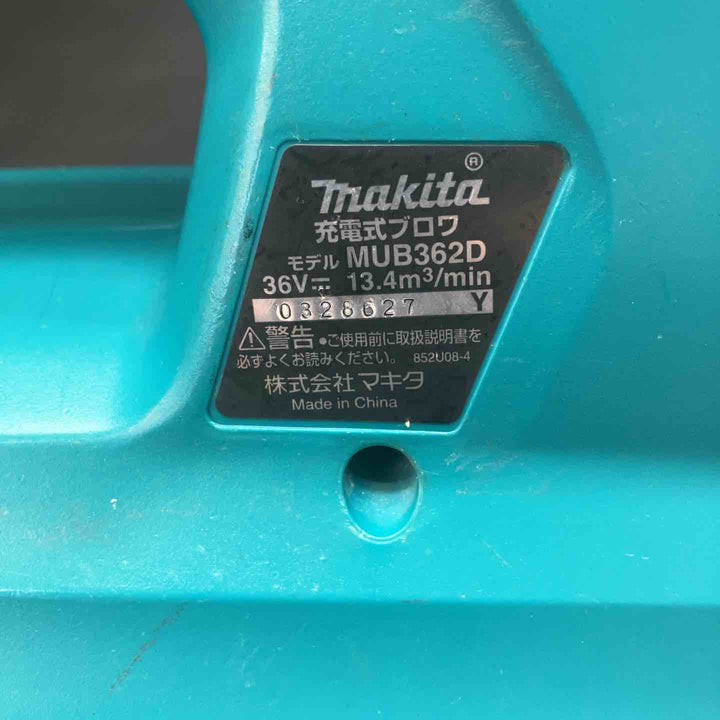 makita®
充電式ブロワ
モデル MUB362D
36V⎓ 13.4m³/min
0328627 Y
⚠警告 •ご使用前に取扱説明書を
必ずよくお読みください。 852U08-4
株式会社マキタ
Made in China